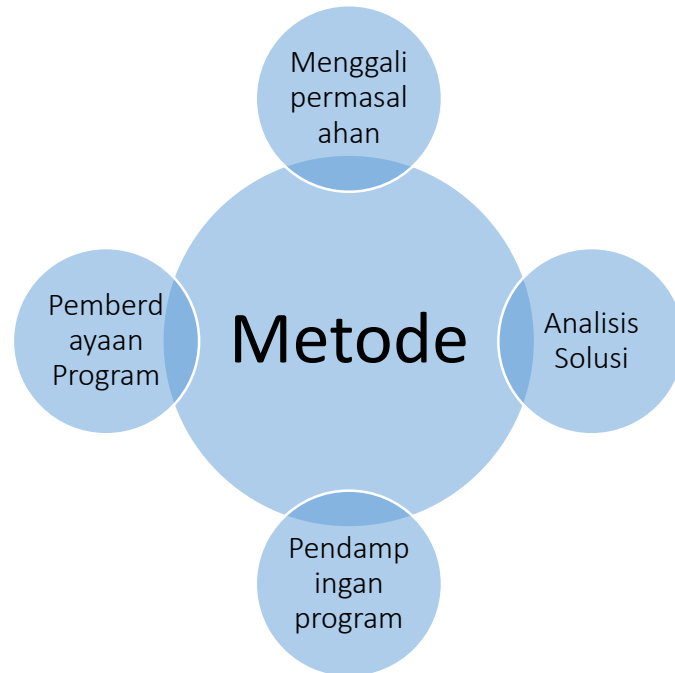 Menggali
permasal
ahan
Pemberd
ayaan
Program
Metode
Analisis
Solusi
Pendamp
ingan
program